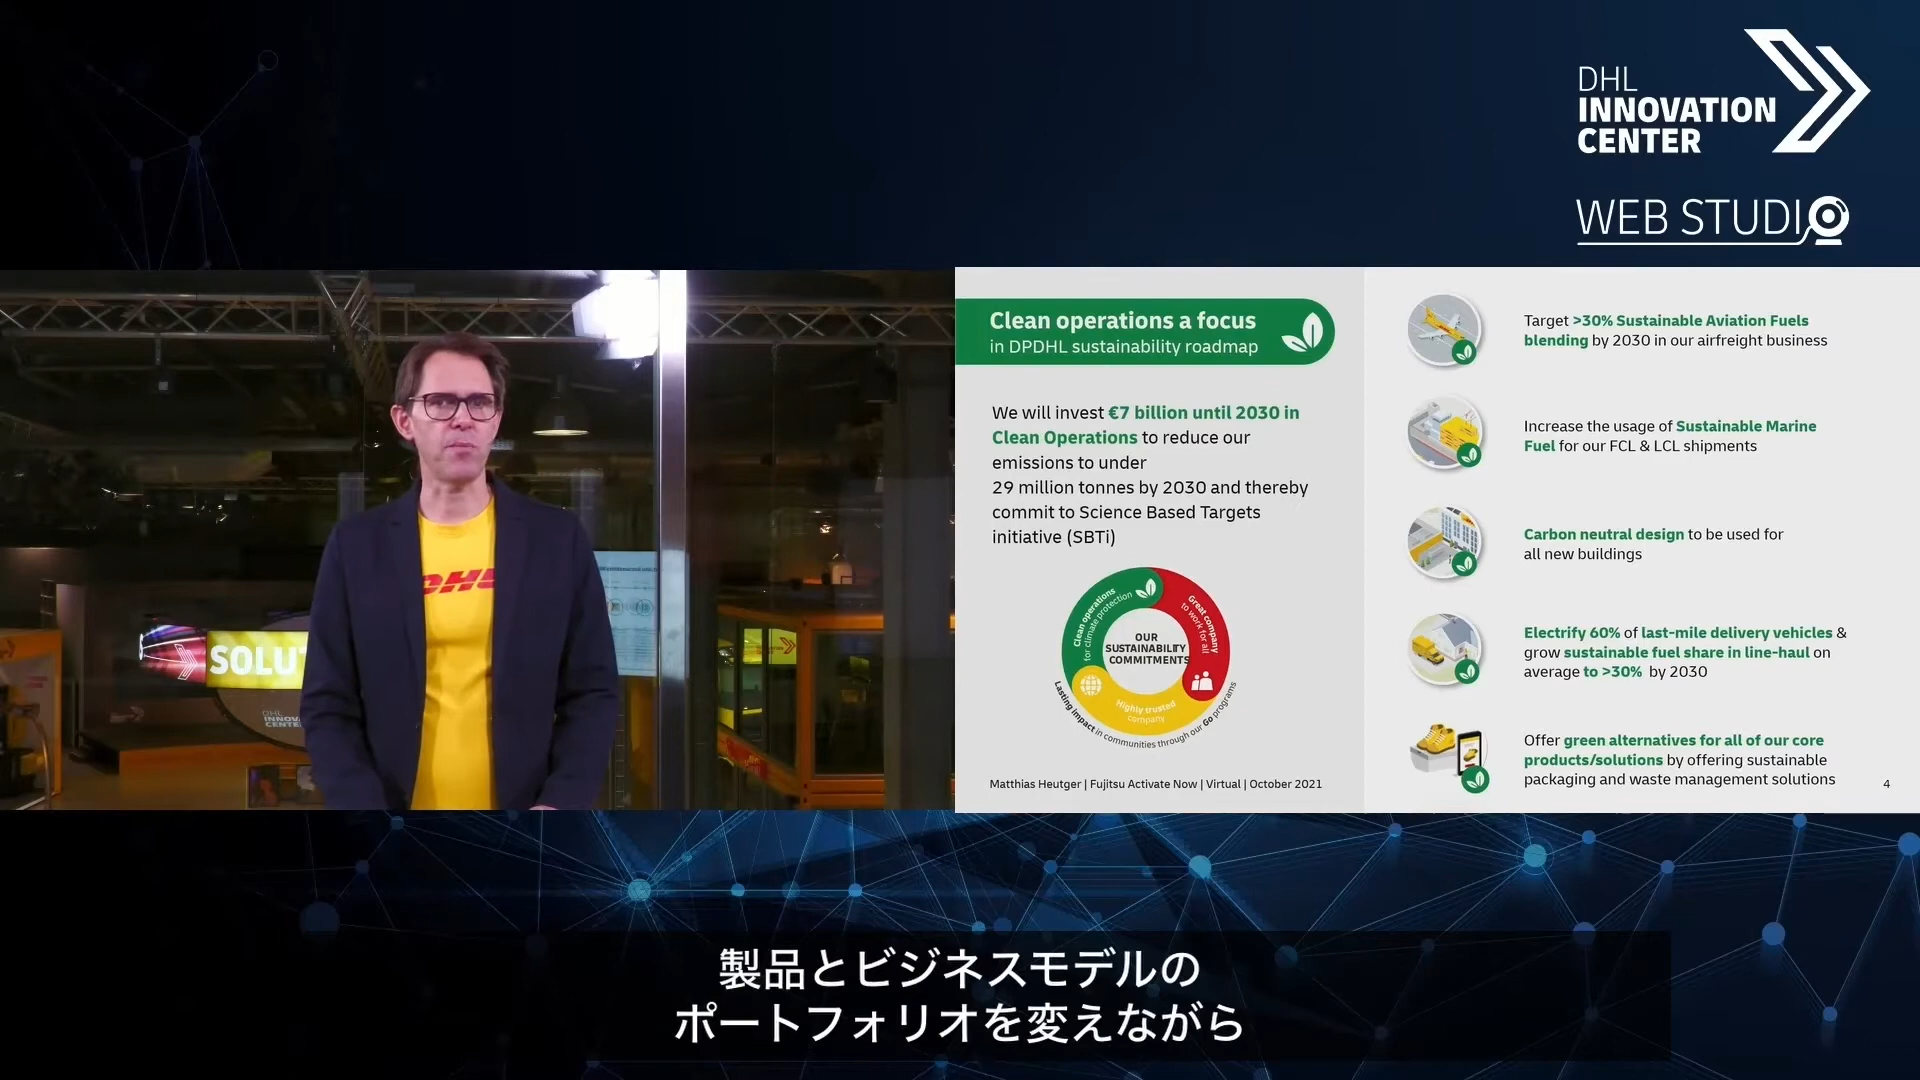 DHL
INNOVATION
CENTER
WEB STUDIO
DHL
SOLU
DHL
INNOV
CENTE
Clean operations a focus
in DPDHL sustainability roadmap
We will invest €7 billion until 2030 in
Clean Operations to reduce our
emissions to under
29 million tonnes by 2030 and thereby
commit to Science Based Targets
initiative (SBTi)
Clean operations
for climate protection
Great company
to work for all
OUR
SUSTAINABILITY
COMMITMENTS
Highly trusted
company
Lasting impact in communities through our Go programs
Matthias Heutger | Fujitsu Activate Now | Virtual | October 2021
Target >30% Sustainable Aviation Fuels
blending by 2030 in our airfreight business
Increase the usage of Sustainable Marine
Fuel for our FCL & LCL shipments
Carbon neutral design to be used for
all new buildings
Electrify 60% of last-mile delivery vehicles &
grow sustainable fuel share in line-haul on
average to >30% by 2030
Offer green alternatives for all of our core
products/solutions by offering sustainable
packaging and waste management solutions
4
製品とビジネスモデルの
ポートフォリオを変えながら